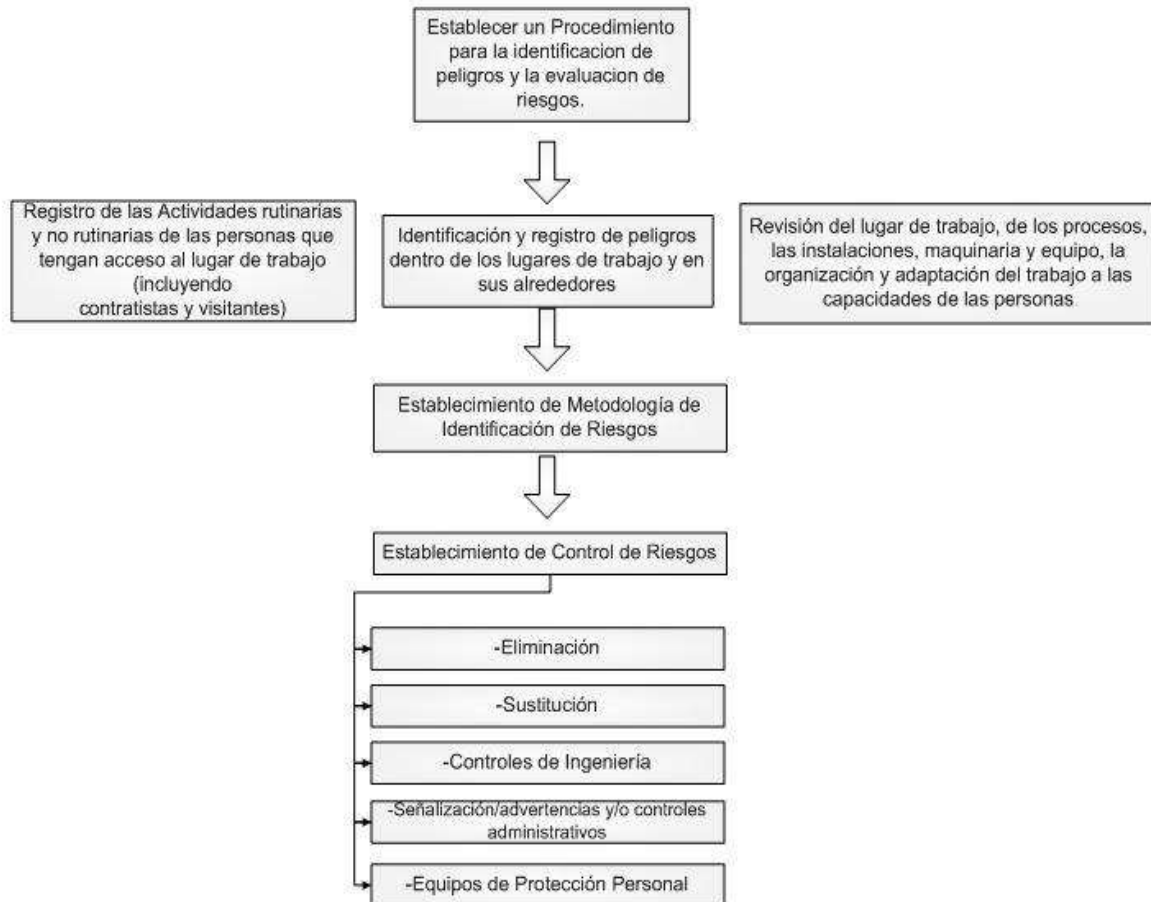 Establecer un Procedimiento
para la identificacion de
peligros y la evaluacion de
riesgos.
Registro de las Actividades rutinarias
y no rutinarias de las personas que
tengan acceso al lugar de trabajo
(incluyendo
contratistas y visitantes)
Identificación y registro de peligros
dentro de los lugares de trabajo y en
sus alrededores
Revisión del lugar de trabajo, de los procesos,
las instalaciones, maquinaria y equipo, la
organización y adaptación del trabajo a las
capacidades de las personas
Establecimiento de Metodología de
Identificación de Riesgos
Establecimiento de Control de Riesgos
-Eliminación
-Sustitución
-Controles de Ingeniería
-Señalización/advertencias y/o controles
administrativos
-Equipos de Protección Personal